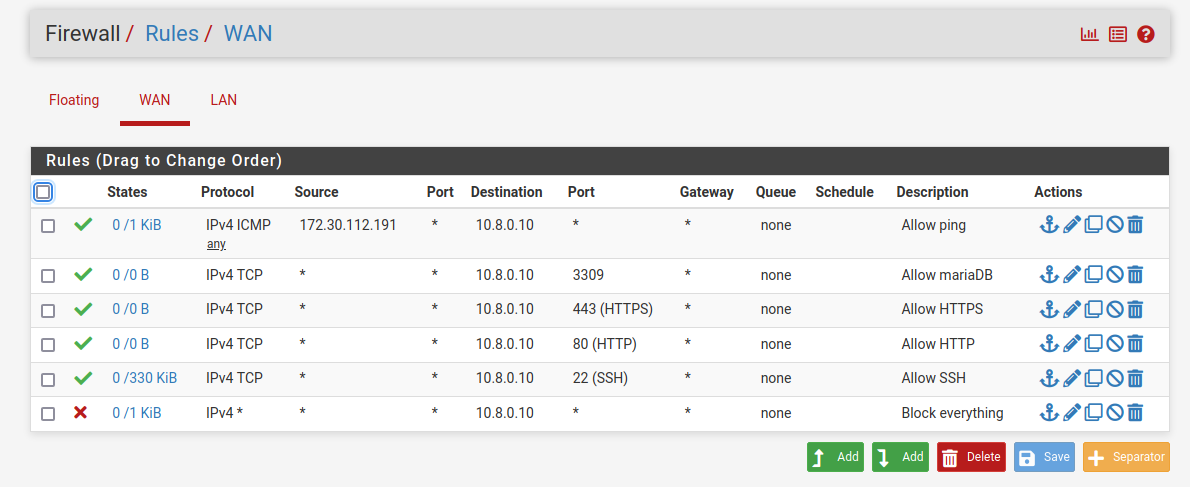 Firewall / Rules / WAN
Floating WAN LAN
Rules (Drag to Change Order)
States Protocol Source Port Destination Port Gateway Queue Schedule Description Actions
0 /1 KiB IPv4 ICMP 172.30.112.191 * 10.8.0.10 * * none Allow ping
any
0 /0 B IPv4 TCP * * 10.8.0.10 3309 * none Allow mariaDB
0 /0 B IPv4 TCP * * 10.8.0.10 443 (HTTPS) * none Allow HTTPS
0 /0 B IPv4 TCP * * 10.8.0.10 80 (HTTP) * none Allow HTTP
0 /330 KiB IPv4 TCP * * 10.8.0.10 22 (SSH) * none Allow SSH
0 /1 KiB IPv4 * * * 10.8.0.10 * * none Block everything
Add Add Delete Save Separator